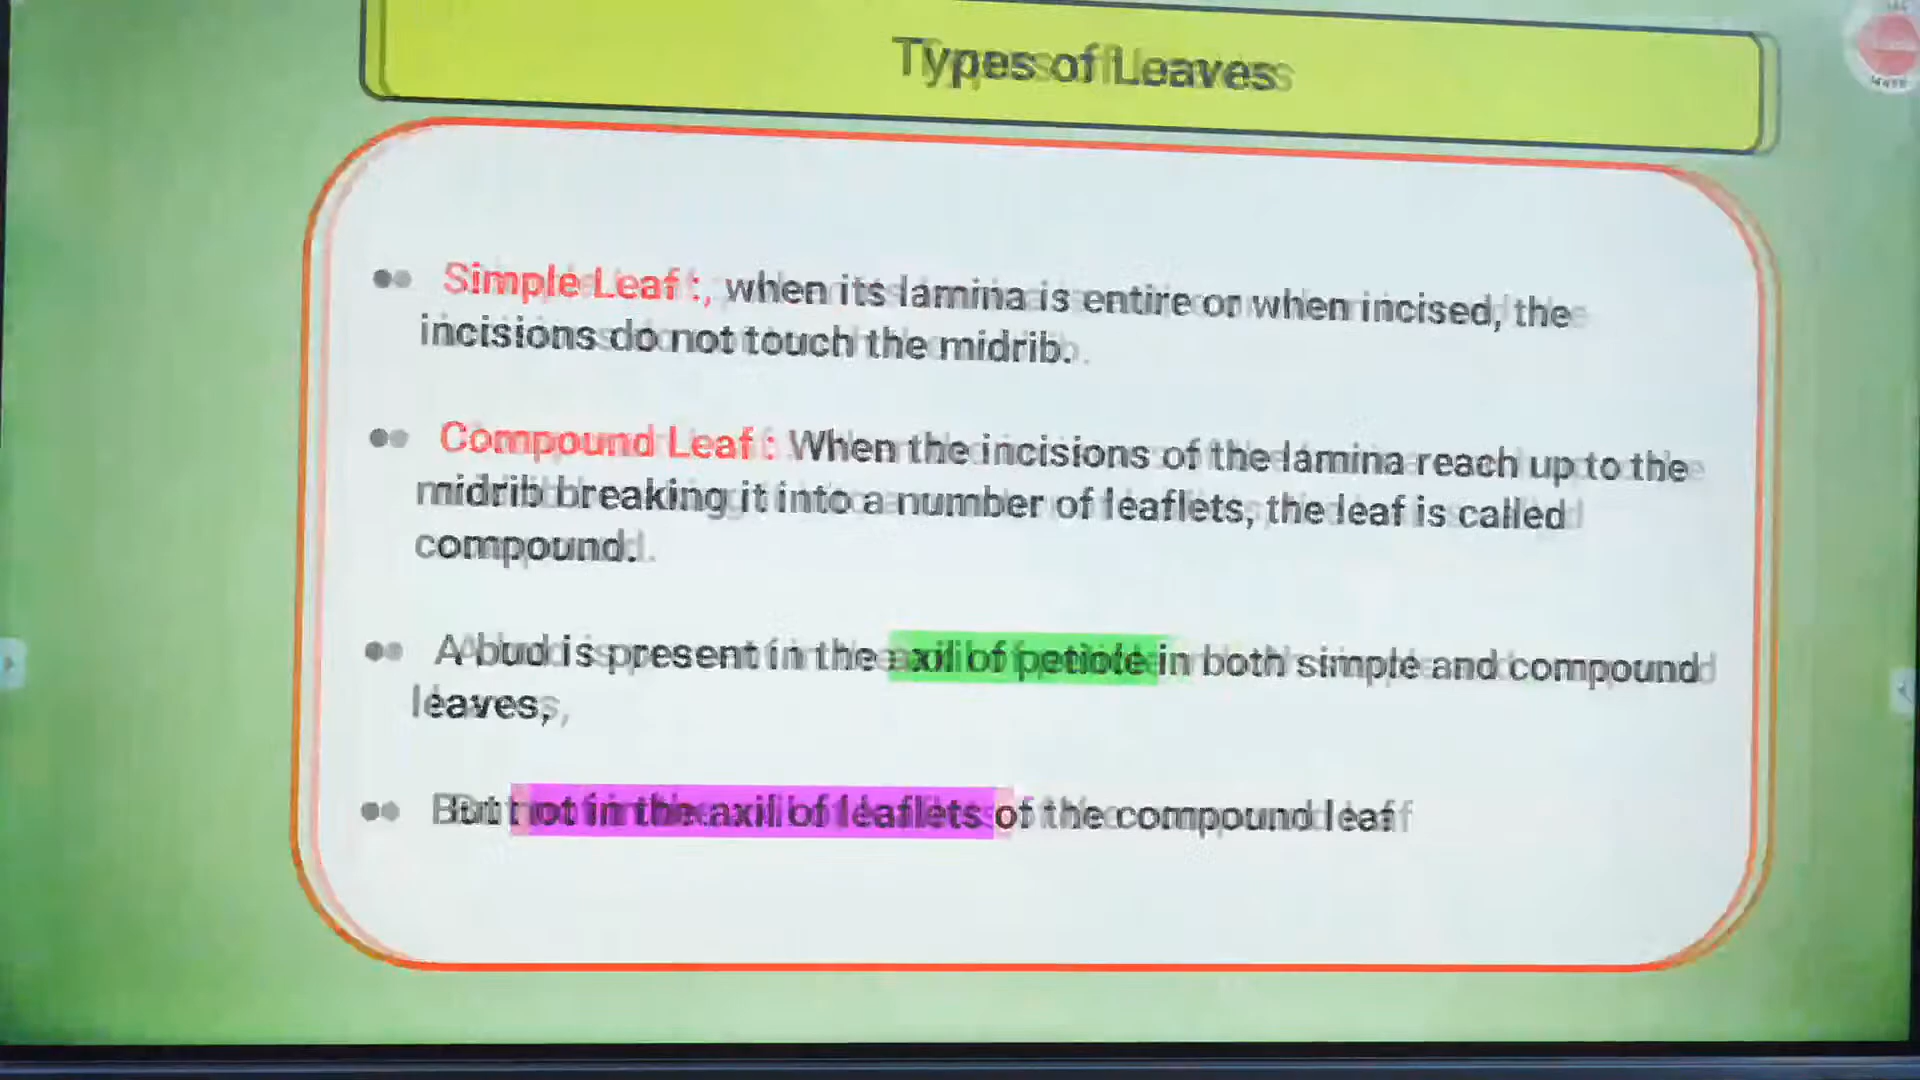 Types of Leaves
Simple Leaf :, when its lamina is entire or when incised, the
incisions do not touch the midrib.
Compound Leaf : When the incisions of the lamina reach up to the
midrib breaking it into a number of leaflets, the leaf is called
compound.
A bud is present in the axil of petiole in both simple and compound
leaves,
But not in the axil of leaflets of the compound leaf